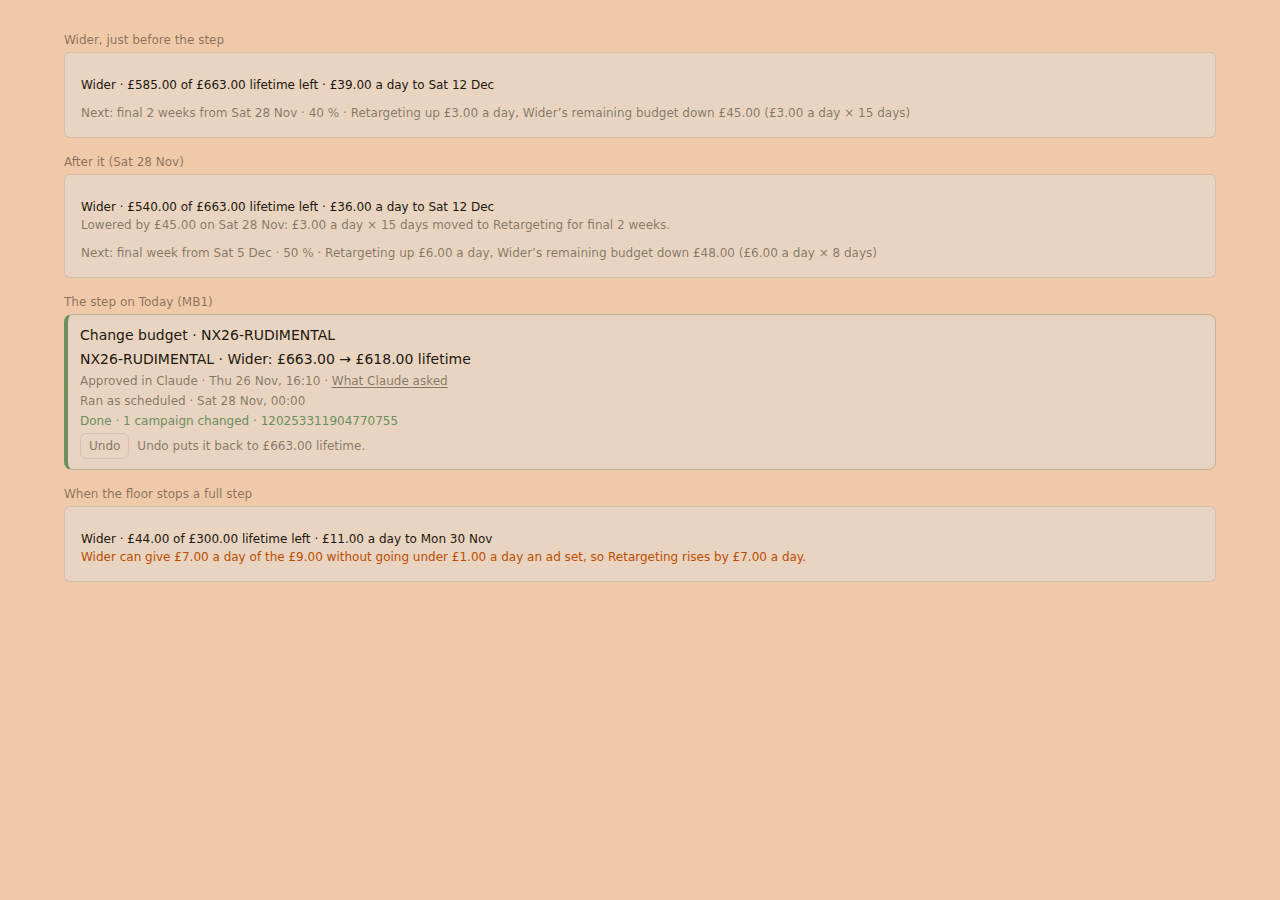 Wider, just before the step
Wider · £585.00 of £663.00 lifetime left · £39.00 a day to Sat 12 Dec
Next: final 2 weeks from Sat 28 Nov · 40 % · Retargeting up £3.00 a day, Wider’s remaining budget down £45.00 (£3.00 a day × 15 days)
After it (Sat 28 Nov)
Wider · £540.00 of £663.00 lifetime left · £36.00 a day to Sat 12 Dec
Lowered by £45.00 on Sat 28 Nov: £3.00 a day × 15 days moved to Retargeting for final 2 weeks.
Next: final week from Sat 5 Dec · 50 % · Retargeting up £6.00 a day, Wider’s remaining budget down £48.00 (£6.00 a day × 8 days)
The step on Today (MB1)
Change budget · NX26-RUDIMENTAL
NX26-RUDIMENTAL · Wider: £663.00 → £618.00 lifetime
Approved in Claude · Thu 26 Nov, 16:10 · What Claude asked
Ran as scheduled · Sat 28 Nov, 00:00
Done · 1 campaign changed · 120253311904770755
Undo Undo puts it back to £663.00 lifetime.
When the floor stops a full step
Wider · £44.00 of £300.00 lifetime left · £11.00 a day to Mon 30 Nov
Wider can give £7.00 a day of the £9.00 without going under £1.00 a day an ad set, so Retargeting rises by £7.00 a day.